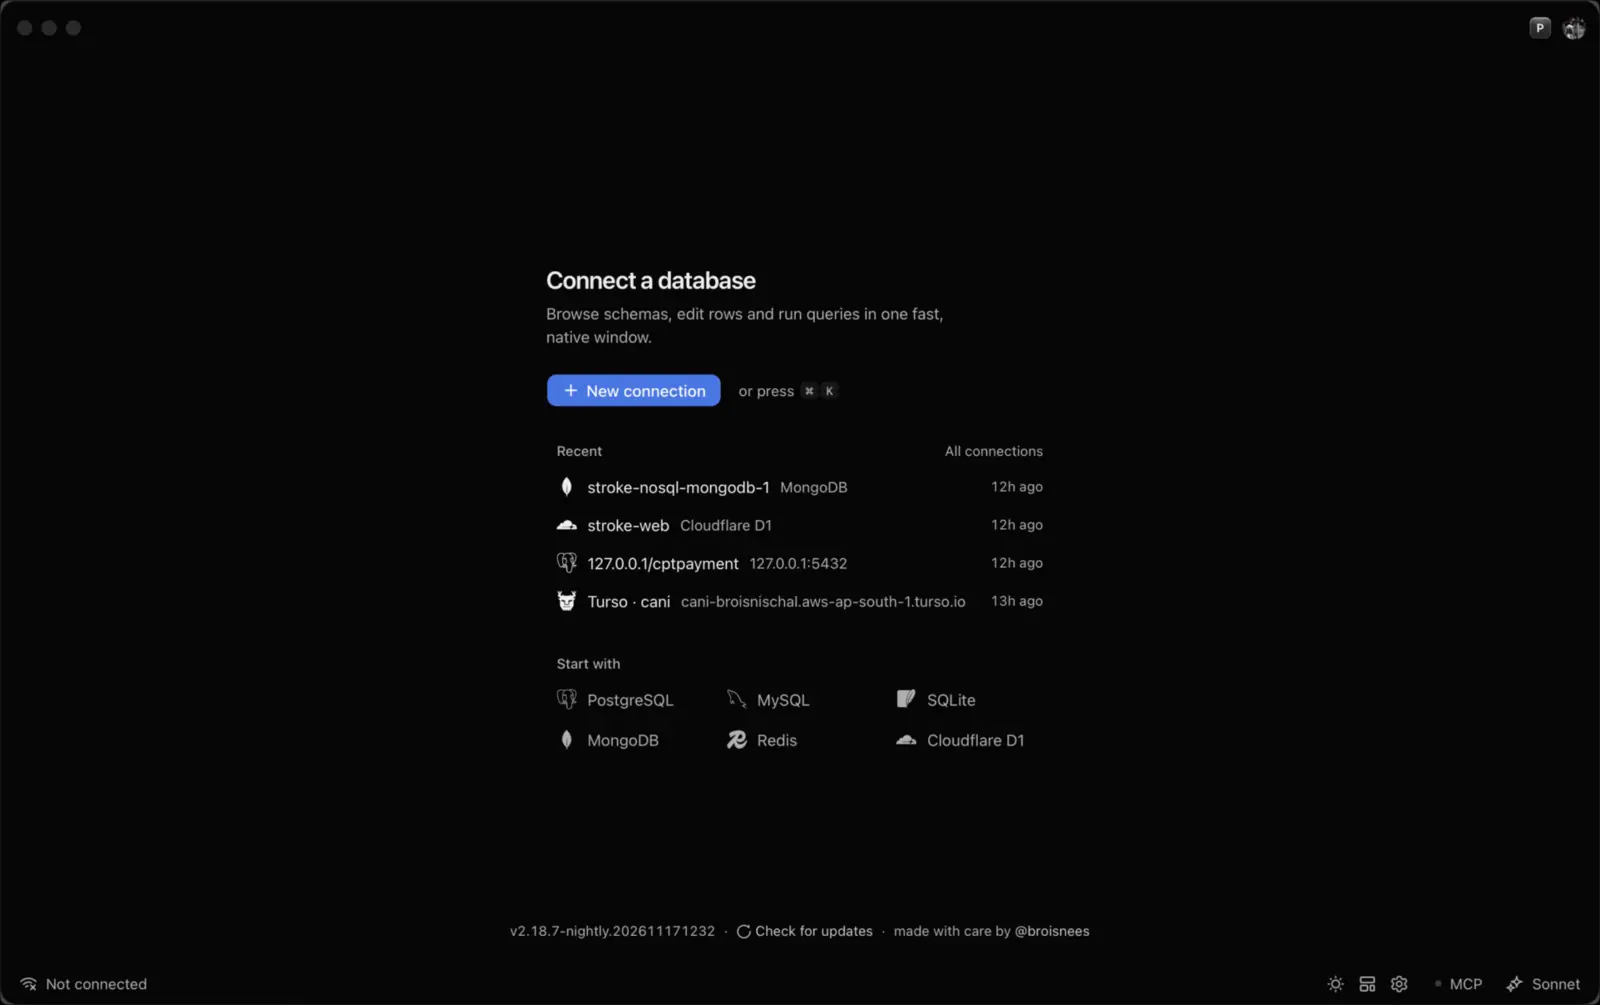 P
Connect a database
Browse schemas, edit rows and run queries in one fast,
native window.
+ New connection or press ⌘ K
Recent All connections
stroke-nosql-mongodb-1 MongoDB 12h ago
stroke-web Cloudflare D1 12h ago
127.0.0.1/cptpayment 127.0.0.1:5432 12h ago
Turso · cani cani-broisnischal.aws-ap-south-1.turso.io 13h ago
Start with
PostgreSQL MySQL SQLite
MongoDB Redis Cloudflare D1
v2.18.7-nightly.202611171232 · Check for updates · made with care by @broisnees
Not connected MCP Sonnet